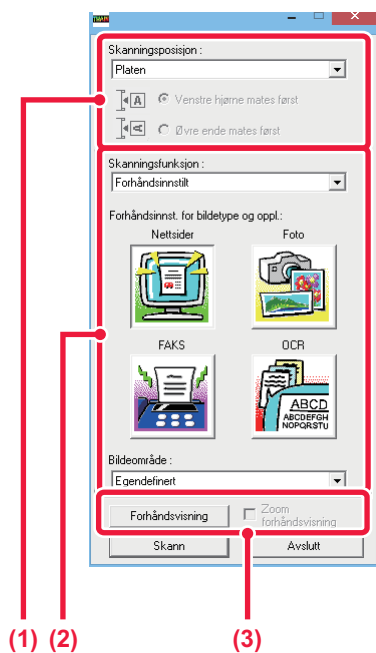 TWAIN
Skanningsposisjon :
Platen
A Venstre hjørne mates først
A Øvre ende mates først
Skanningsfunksjon :
Forhåndsinnstilt
Forhåndsinnst. for bildetype og oppl.:
Nettsider Foto
FAKS OCR
ABCD
ABCDEFGH
NOPQRSTU
Bildeområde :
Egendefinert
Forhåndsvisning Zoom forhåndsvisning
Skann Avslutt
(1) (2) (3)